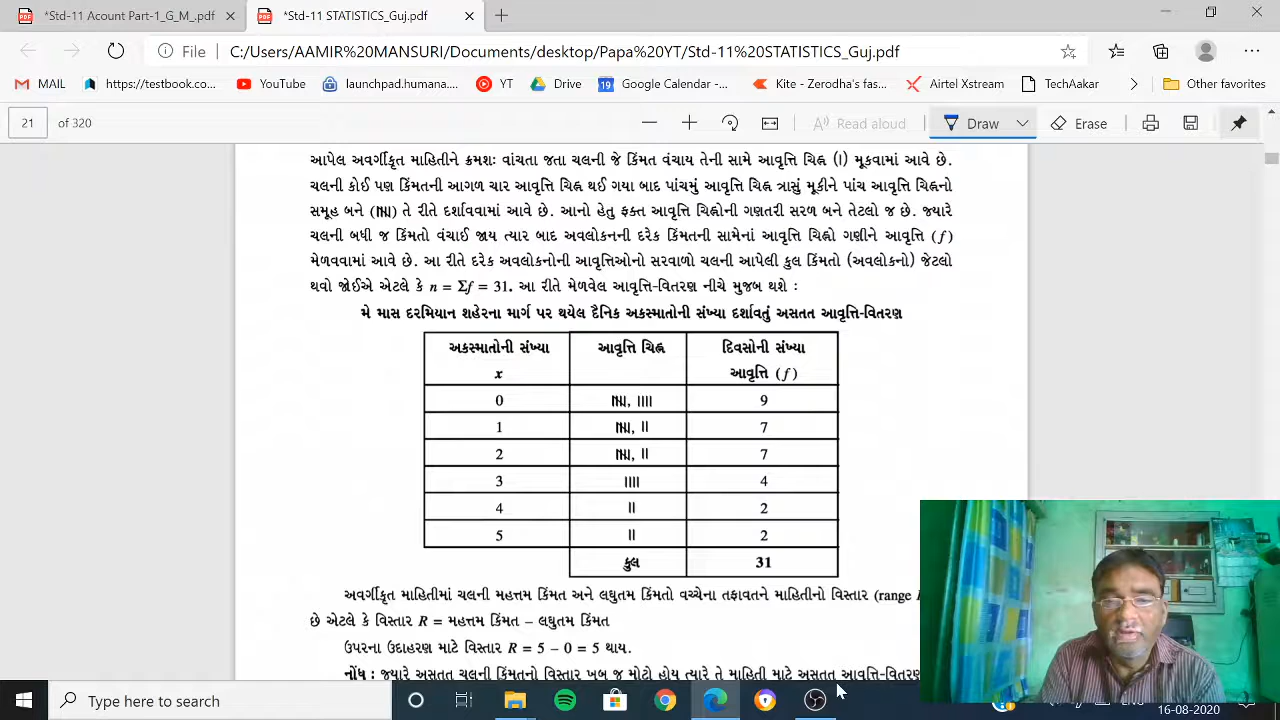 *Std-11 Acount Part-1_G_M_.pdf
*Std-11 STATISTICS_Guj.pdf
File C:/Users/AAMIR%20MANSURI/Documents/desktop/Papa%20YT/Std-11%20STATISTICS_Guj.pdf
MAIL https://testbook.co... YouTube launchpad.humana.... YT Drive Google Calendar - ... Kite - Zerodha's fas... Airtel Xstream TechAakar Other favorites
21 of 320 Read aloud Draw Erase
આપેલ અવર્ગીકૃત માહિતીને ક્રમશઃ વાંચતા જતા ચલની જે કિંમત વંચાય તેની સામે આવૃત્તિ ચિહ્ન (|) મૂકવામાં આવે છે.
ચલની કોઈ પણ કિંમતની આગળ ચાર આવૃત્તિ ચિહ્ન થઈ ગયા બાદ પાંચમું આવૃત્તિ ચિહ્ન ત્રાસું મૂકીને પાંચ આવૃત્તિ ચિહ્નનો
સમૂહ બને (𝍸) તે રીતે દર્શાવવામાં આવે છે. આનો હેતુ ફક્ત આવૃત્તિ ચિહ્નોની ગણતરી સરળ બને તેટલો જ છે. જ્યારે
ચલની બધી જ કિંમતો વંચાઈ જાય ત્યાર બાદ અવલોકનની દરેક કિંમતની સામેનાં આવૃત્તિ ચિહ્નો ગણીને આવૃત્તિ (f)
મેળવવામાં આવે છે. આ રીતે દરેક અવલોકનોની આવૃત્તિઓનો સરવાળો ચલની આપેલી કુલ કિંમતો (અવલોકનો) જેટલો
થવો જોઈએ એટલે કે n = Σf = 31. આ રીતે મેળવેલ આવૃત્તિ-વિતરણ નીચે મુજબ થશે :
મે માસ દરમિયાન શહેરના માર્ગ પર થયેલ દૈનિક અકસ્માતોની સંખ્યા દર્શાવતું અસતત આવૃત્તિ-વિતરણ
અકસ્માતોની સંખ્યા આવૃત્તિ ચિહ્ન દિવસોની સંખ્યા
x આવૃત્તિ (f)
0 𝍸, |||| 9
1 𝍸, || 7
2 𝍸, || 7
3 |||| 4
4 || 2
5 || 2
કુલ 31
અવર્ગીકૃત માહિતીમાં ચલની મહત્તમ કિંમત અને લઘુતમ કિંમતો વચ્ચેના તફાવતને માહિતીનો વિસ્તાર (range
છે એટલે કે વિસ્તાર R = મહત્તમ કિંમત – લઘુતમ કિંમત
ઉપરના ઉદાહરણ માટે વિસ્તાર R = 5 – 0 = 5 થાય.
નોંધ : જ્યારે અસતત ચલની કિંમતનો વિસ્તાર ખૂબ જ મોટો હોય ત્યારે તે માહિતી માટે અસતત આવૃત્તિ-વિતરણ
Type here to search
16-08-2020